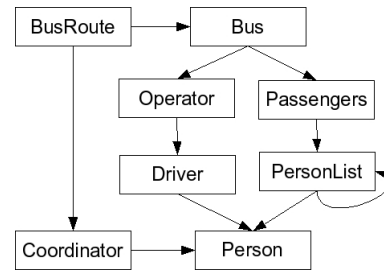 BusRoute
Bus
Operator
Passengers
Driver
PersonList
Coordinator
Person